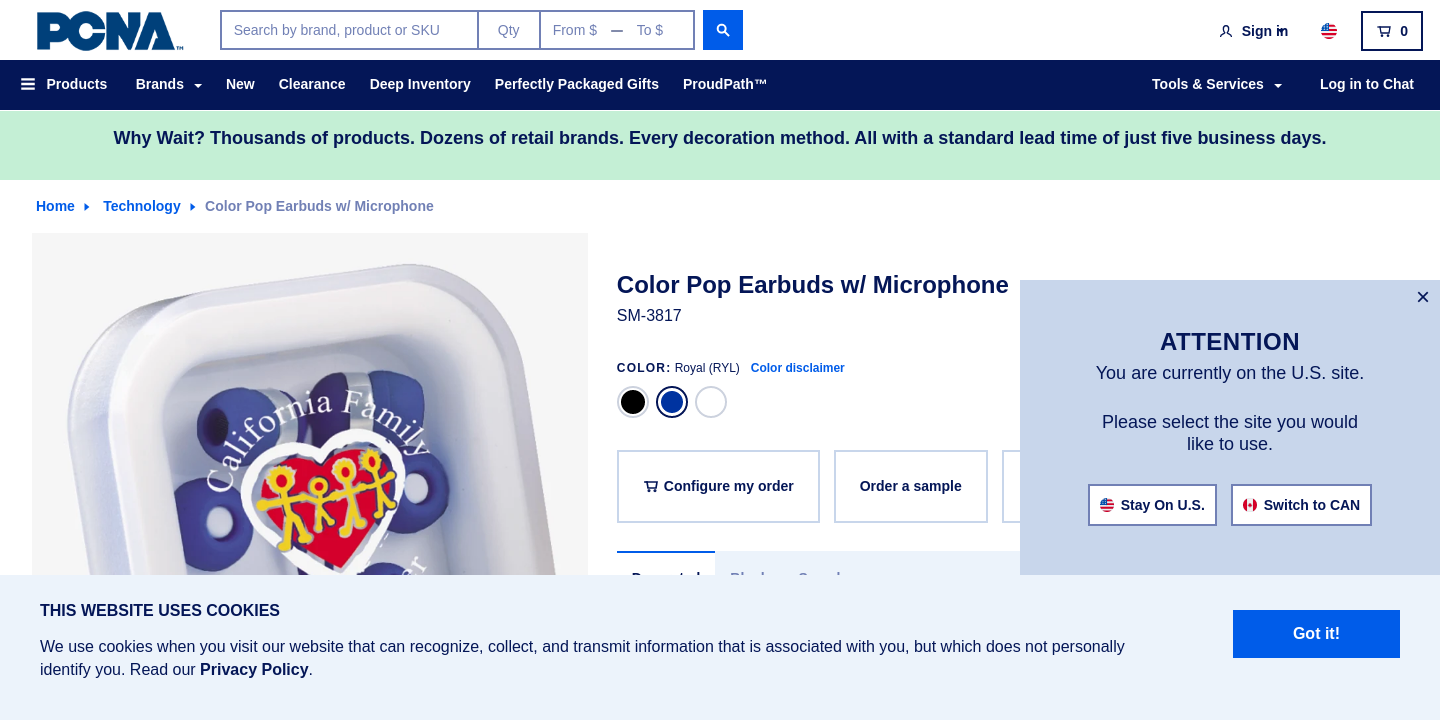 PCNA™
Search by brand, product or SKU
Qty
From $
To $
Sign in
0
Products
Brands
New
Clearance
Deep Inventory
Perfectly Packaged Gifts
ProudPath™
Tools & Services
Log in to Chat
Why Wait? Thousands of products. Dozens of retail brands. Every decoration method. All with a standard lead time of just five business days.
Home
Technology
Color Pop Earbuds w/ Microphone
California Family
Color Pop Earbuds w/ Microphone
SM-3817
COLOR: Royal (RYL) Color disclaimer
Configure my order
Order a sample
×
ATTENTION
You are currently on the U.S. site.
Please select the site you would
like to use.
Stay On U.S.
Switch to CAN
THIS WEBSITE USES COOKIES
We use cookies when you visit our website that can recognize, collect, and transmit information that is associated with you, but which does not personally
identify you. Read our Privacy Policy.
Got it!